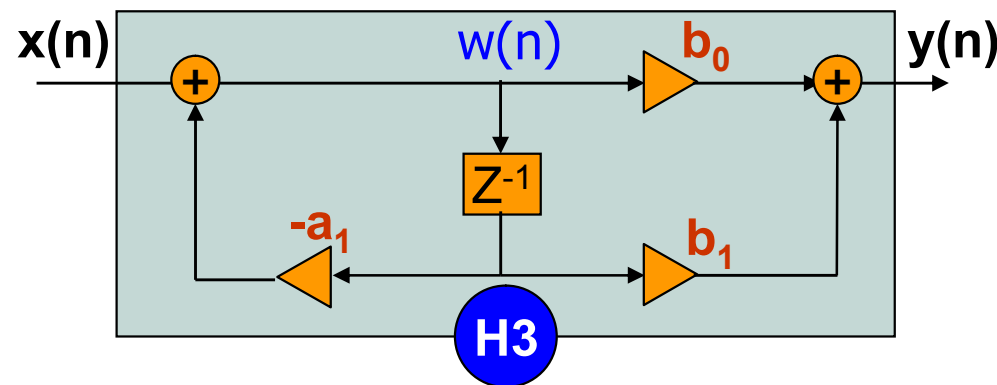 x(n)
w(n)
b₀
y(n)
+
+
Z⁻¹
-a₁
b₁
H3